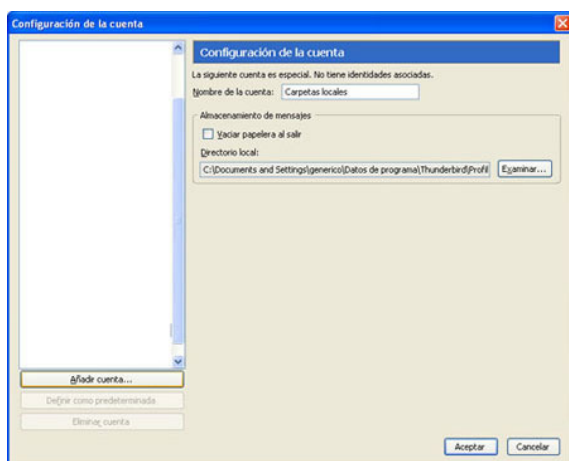 Configuración de la cuenta
Configuración de la cuenta
La siguiente cuenta es especial. No tiene identidades asociadas.
Nombre de la cuenta: Carpetas locales
Almacenamiento de mensajes
Vaciar papelera al salir
Directorio local:
C:\Documents and Settings\generico\Datos de programa\Thunderbird\Profil Examinar...
Añadir cuenta...
Definir como predeterminada
Eliminar cuenta
Aceptar Cancelar